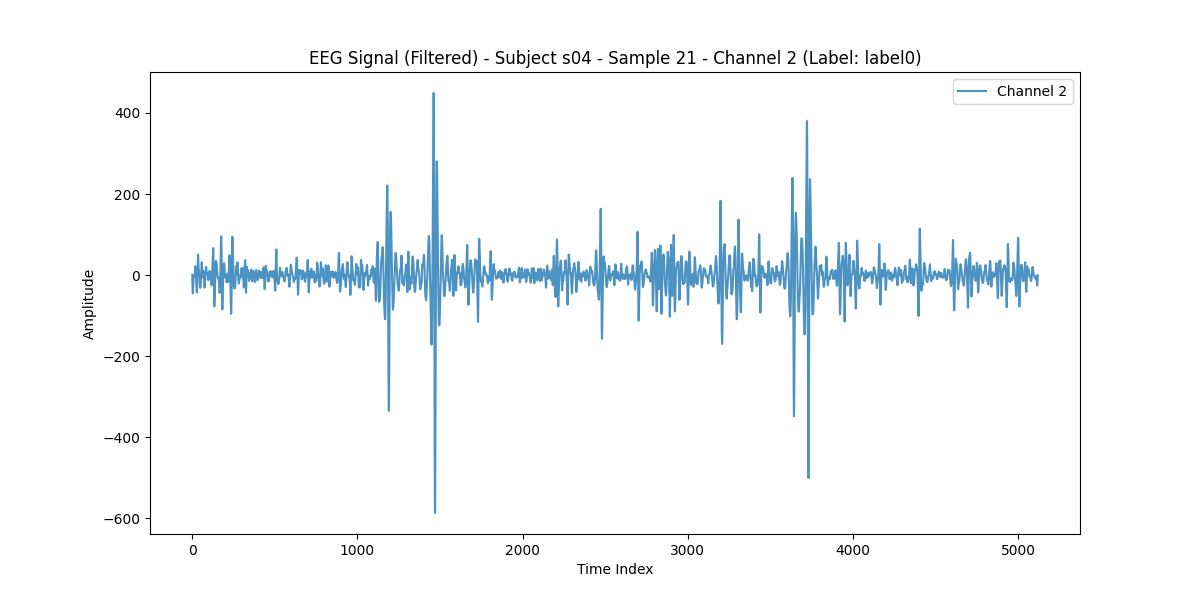 EEG Signal (Filtered) - Subject s04 - Sample 21 - Channel 2 (Label: label0)
Channel 2
400
200
0
−200
−400
−600
Amplitude
0 1000 2000 3000 4000 5000
Time Index